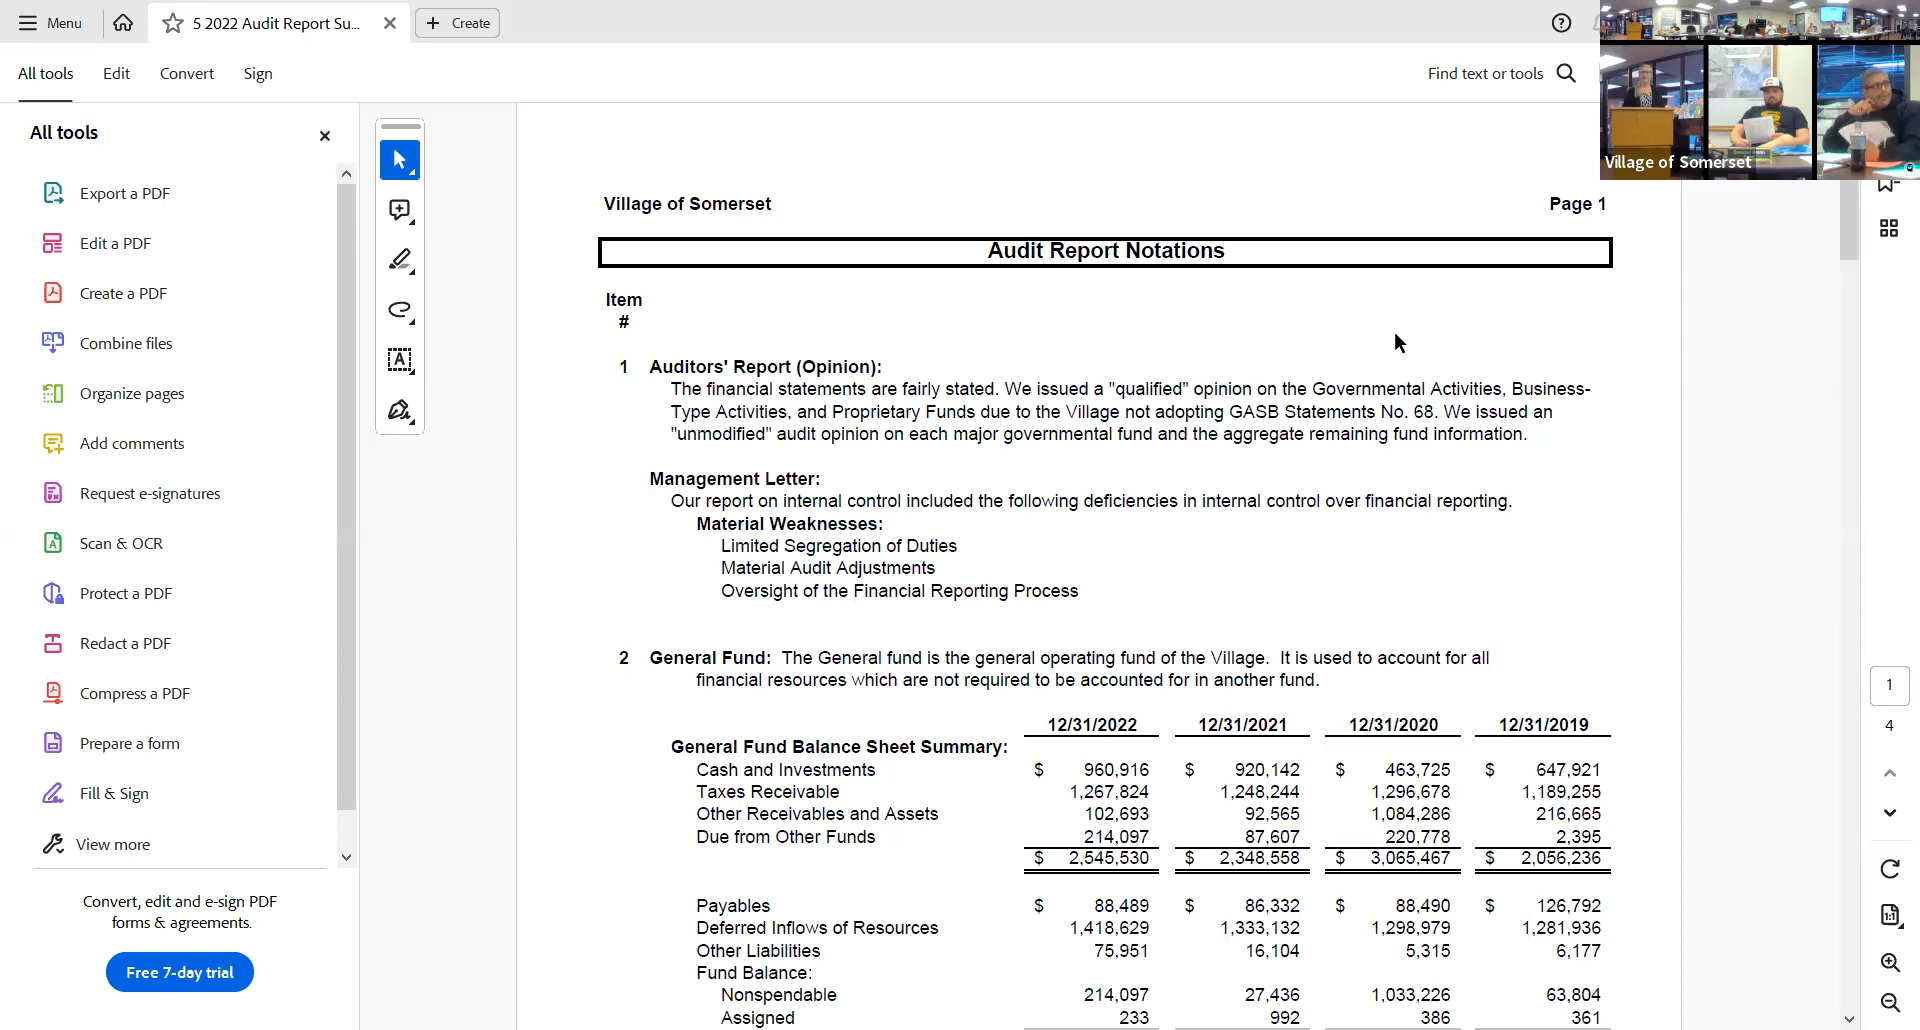 Menu
5 2022 Audit Report Su...
Create
All tools
Edit
Convert
Sign
Find text or tools
Village of Somerset
All tools
Export a PDF
Edit a PDF
Create a PDF
Combine files
Organize pages
Add comments
Request e-signatures
Scan & OCR
Protect a PDF
Redact a PDF
Compress a PDF
Prepare a form
Fill & Sign
View more
Convert, edit and e-sign PDF
forms & agreements.
Free 7-day trial
Village of Somerset Page 1
Audit Report Notations
Item
#
1 Auditors' Report (Opinion):
The financial statements are fairly stated. We issued a "qualified" opinion on the Governmental Activities, Business-
Type Activities, and Proprietary Funds due to the Village not adopting GASB Statements No. 68. We issued an
"unmodified" audit opinion on each major governmental fund and the aggregate remaining fund information.
Management Letter:
Our report on internal control included the following deficiencies in internal control over financial reporting.
Material Weaknesses:
Limited Segregation of Duties
Material Audit Adjustments
Oversight of the Financial Reporting Process
2 General Fund: The General fund is the general operating fund of the Village. It is used to account for all
financial resources which are not required to be accounted for in another fund.
12/31/2022 12/31/2021 12/31/2020 12/31/2019
General Fund Balance Sheet Summary:
Cash and Investments $ 960,916 $ 920,142 $ 463,725 $ 647,921
Taxes Receivable 1,267,824 1,248,244 1,296,678 1,189,255
Other Receivables and Assets 102,693 92,565 1,084,286 216,665
Due from Other Funds 214,097 87,607 220,778 2,395
$ 2,545,530 $ 2,348,558 $ 3,065,467 $ 2,056,236
Payables $ 88,489 $ 86,332 $ 88,490 $ 126,792
Deferred Inflows of Resources 1,418,629 1,333,132 1,298,979 1,281,936
Other Liabilities 75,951 16,104 5,315 6,177
Fund Balance:
Nonspendable 214,097 27,436 1,033,226 63,804
Assigned 233 992 386 361
1
4